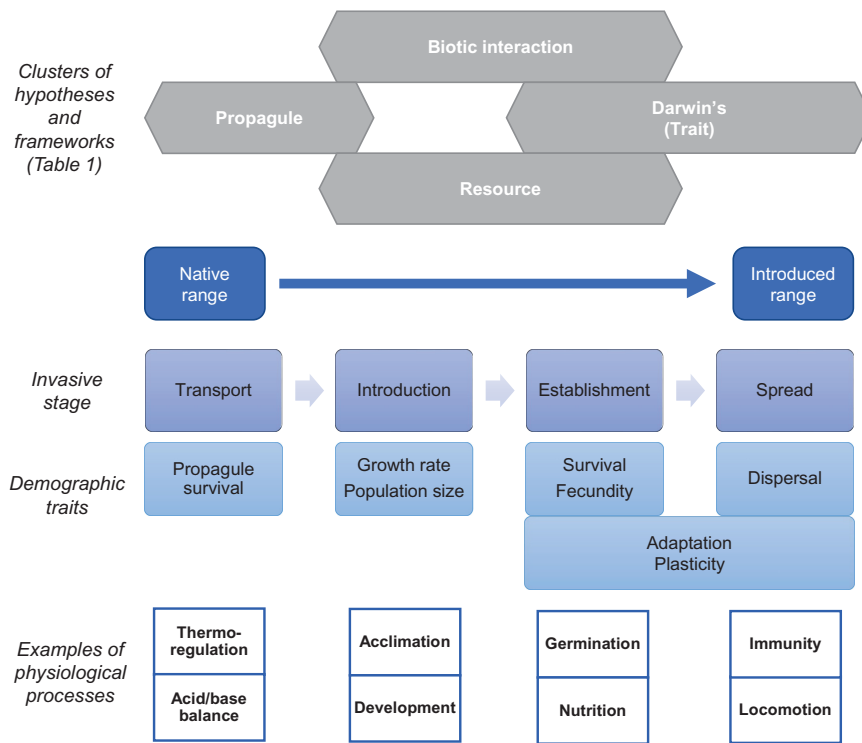 Clusters of
hypotheses
and
frameworks
(Table 1)
Biotic interaction
Propagule
Darwin's
(Trait)
Resource
Native
range
Introduced
range
Invasive
stage
Transport
Introduction
Establishment
Spread
Demographic
traits
Propagule
survival
Growth rate
Population size
Survival
Fecundity
Dispersal
Adaptation
Plasticity
Examples of
physiological
processes
Thermo-
regulation
Acclimation
Germination
Immunity
Acid/base
balance
Development
Nutrition
Locomotion